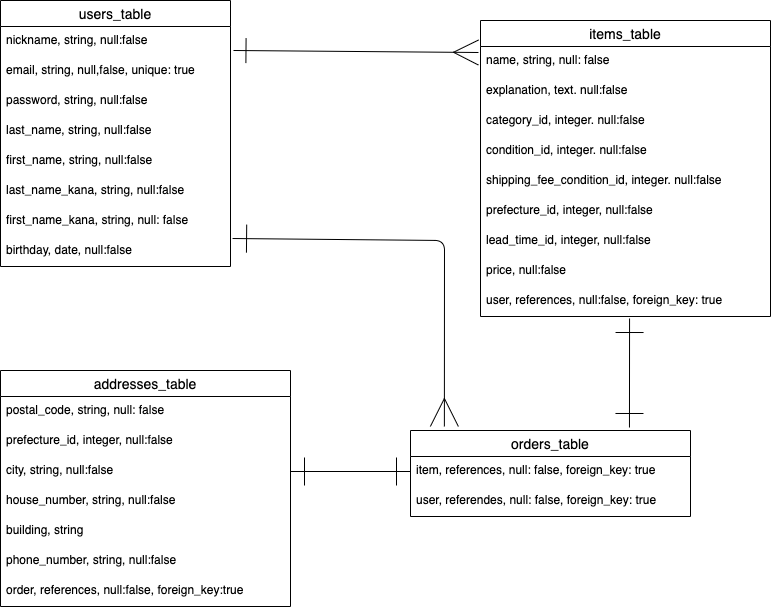 users_table
nickname, string, null:false
email, string, null,false, unique: true
password, string, null:false
last_name, string, null:false
first_name, string, null:false
last_name_kana, string, null:false
first_name_kana, string, null: false
birthday, date, null:false
items_table
name, string, null: false
explanation, text. null:false
category_id, integer. null:false
condition_id, integer. null:false
shipping_fee_condition_id, integer. null:false
prefecture_id, integer, null:false
lead_time_id, integer, null:false
price, null:false
user, references, null:false, foreign_key: true
addresses_table
postal_code, string, null: false
prefecture_id, integer, null:false
city, string, null:false
house_number, string, null:false
building, string
phone_number, string, null:false
order, references, null:false, foreign_key:true
orders_table
item, references, null: false, foreign_key: true
user, referendes, null: false, foreign_key: true